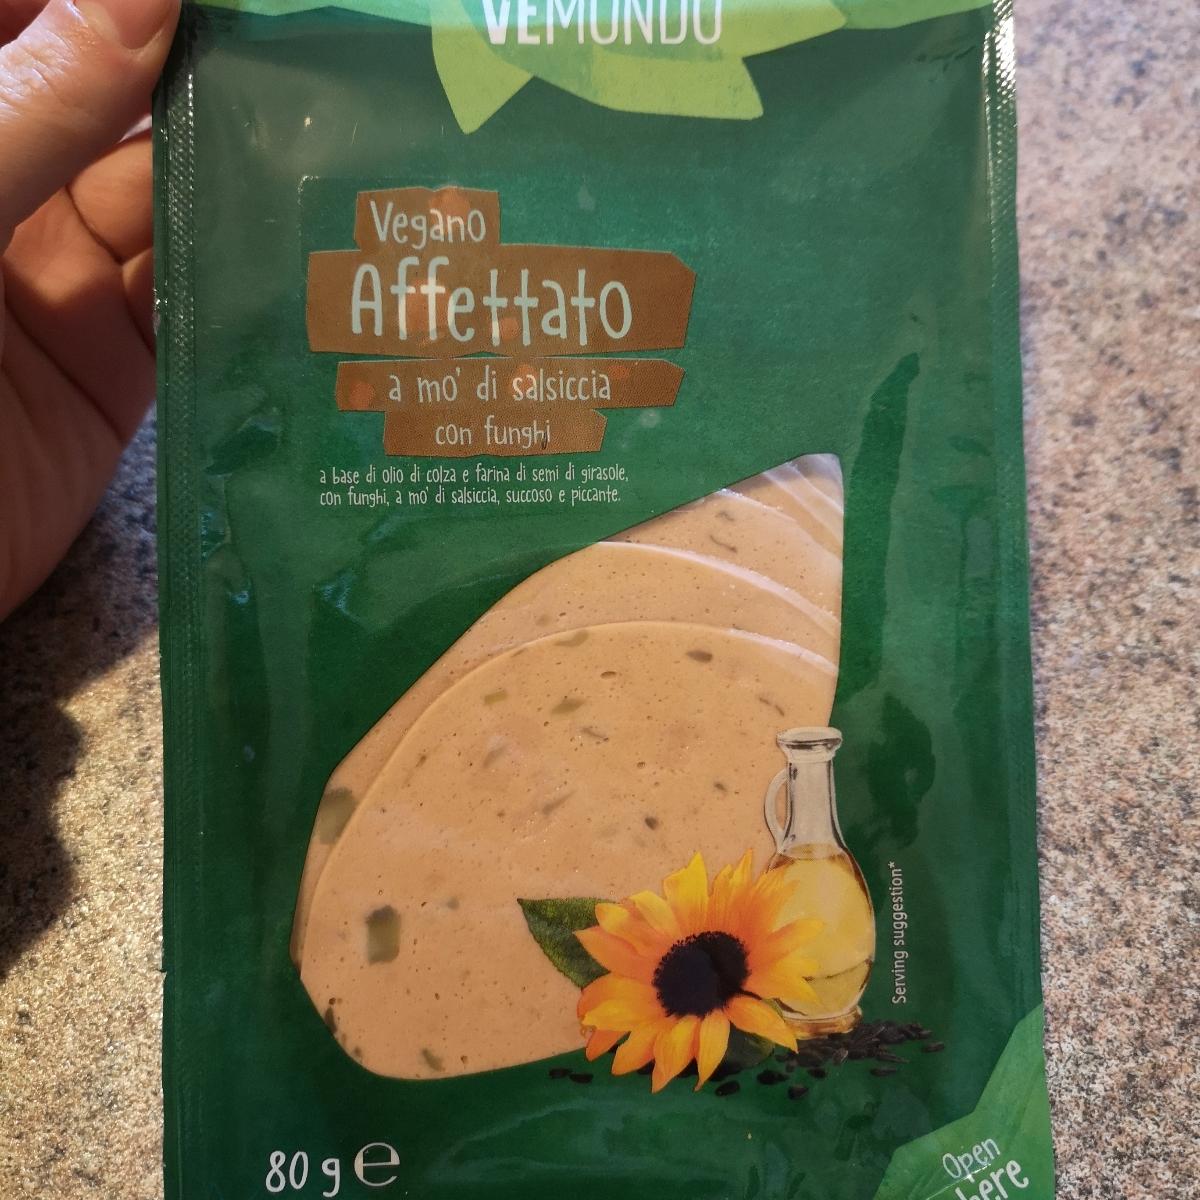 VEMONDO
Vegano
Affettato
a mo' di salsiccia
con funghi
a base di olio di colza e farina di semi di girasole,
con funghi, a mo' di salsiccia, succoso e piccante.
Serving suggestion*
80 g ℮
Open
here